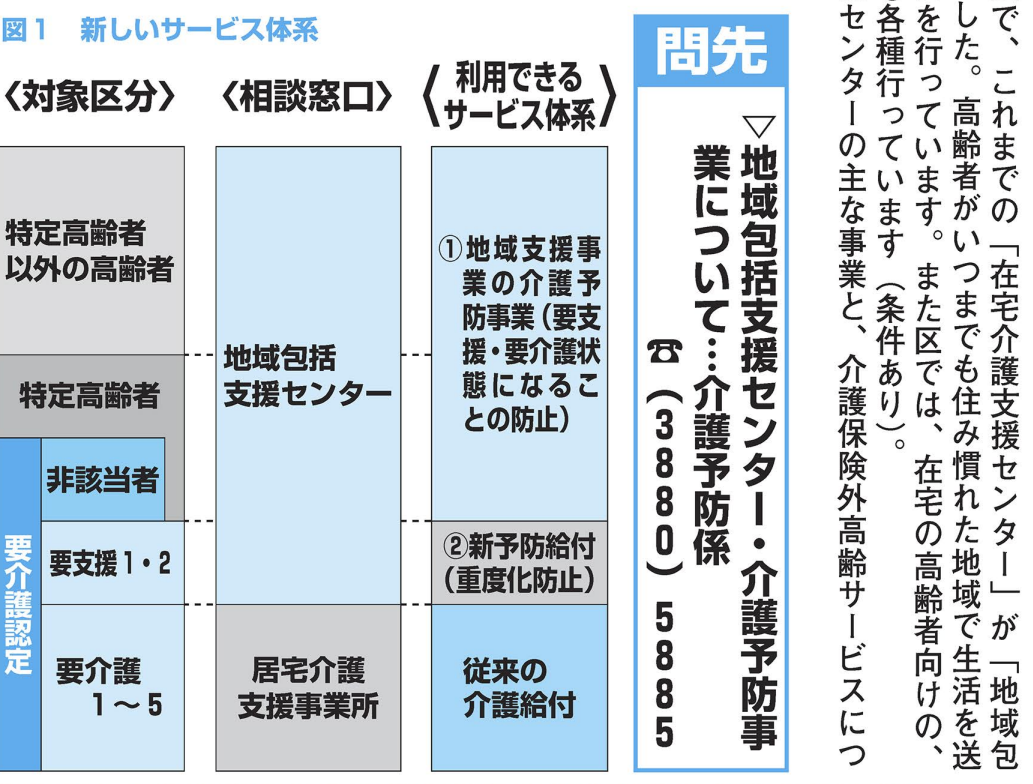 で、これまでの「在宅介護支援センター」が「地域包
した。高齢者がいつまでも住み慣れた地域で生活を送
を行っています。また区では、在宅の高齢者向けの、
各種行っています（条件あり）。
センターの主な事業と、介護保険外高齢サービスにつ
問先
▽地域包括支援センター・介護予防事
業について…介護予防係
☎（3880）5885
図1 新しいサービス体系
〈対象区分〉
〈相談窓口〉
〈利用できる
サービス体系〉
特定高齢者
以外の高齢者
特定高齢者
非該当者
要介護認定
要支援1・2
要介護
1～5
地域包括
支援センター
居宅介護
支援事業所
①地域支援事
業の介護予
防事業（要支
援・要介護状
態になるこ
との防止）
②新予防給付
（重度化防止）
従来の
介護給付